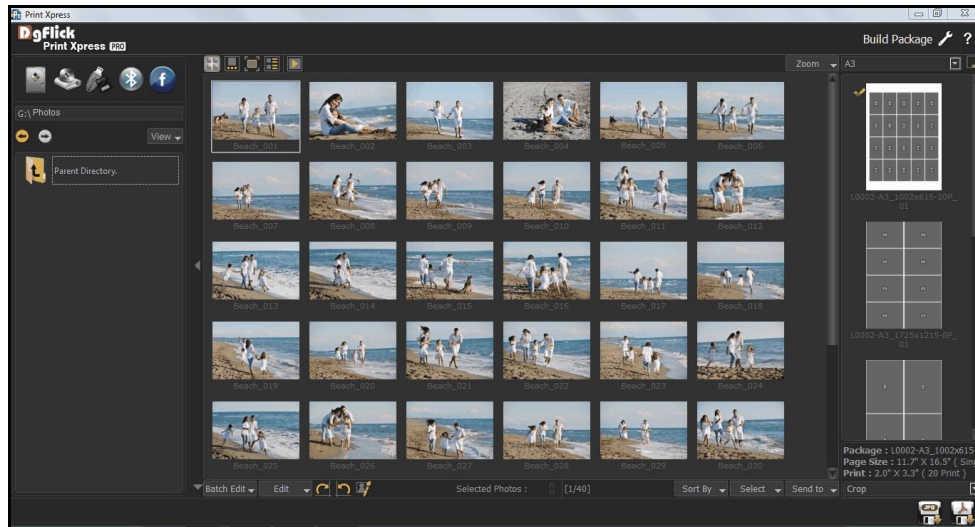 Print Xpress
DgFlick
Print Xpress PRO
Build Package
?
G:\Photos
View
Parent Directory.
Zoom
A3
Beach_001 Beach_002 Beach_003 Beach_004 Beach_005 Beach_006
Beach_007 Beach_008 Beach_009 Beach_010 Beach_011 Beach_012
Beach_013 Beach_014 Beach_015 Beach_016 Beach_017 Beach_018
Beach_019 Beach_020 Beach_021 Beach_022 Beach_023 Beach_024
Beach_025 Beach_026 Beach_027 Beach_028 Beach_029 Beach_030
L0002-A3_1002x615-20P_
01
L0002-A3_1725x1215-8P_
01
Package : L0002-A3_1002x615-
Page Size : 11.7" X 16.5" ( Sin
Print : 2.0" X 3.3" ( 20 Print )
Batch Edit
Edit
Selected Photos :
[1/40]
Sort By
Select
Send to
Crop
JPG